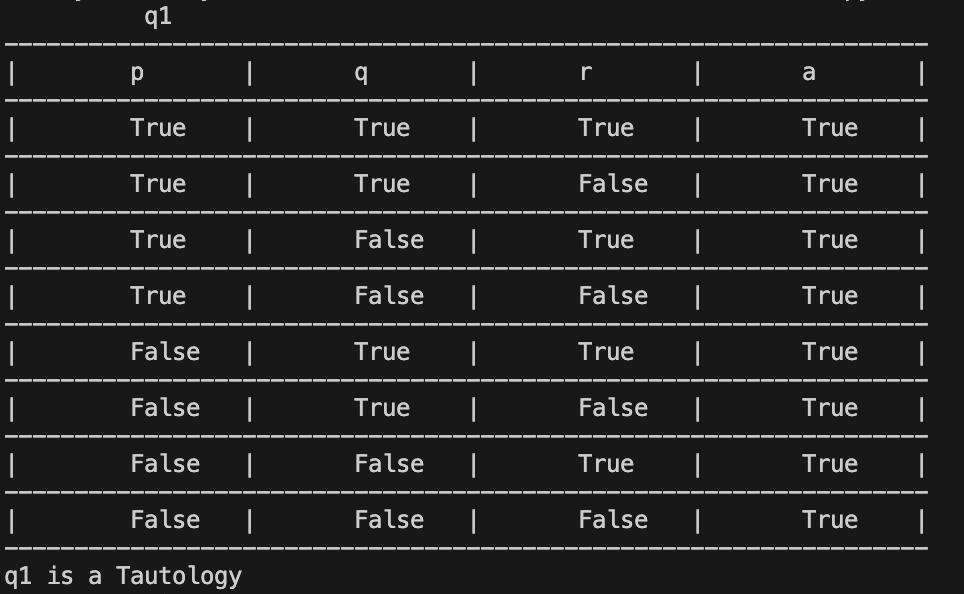 q1
| p | q | r | a |
| True | True | True | True |
| True | True | False | True |
| True | False | True | True |
| True | False | False | True |
| False | True | True | True |
| False | True | False | True |
| False | False | True | True |
| False | False | False | True |
q1 is a Tautology